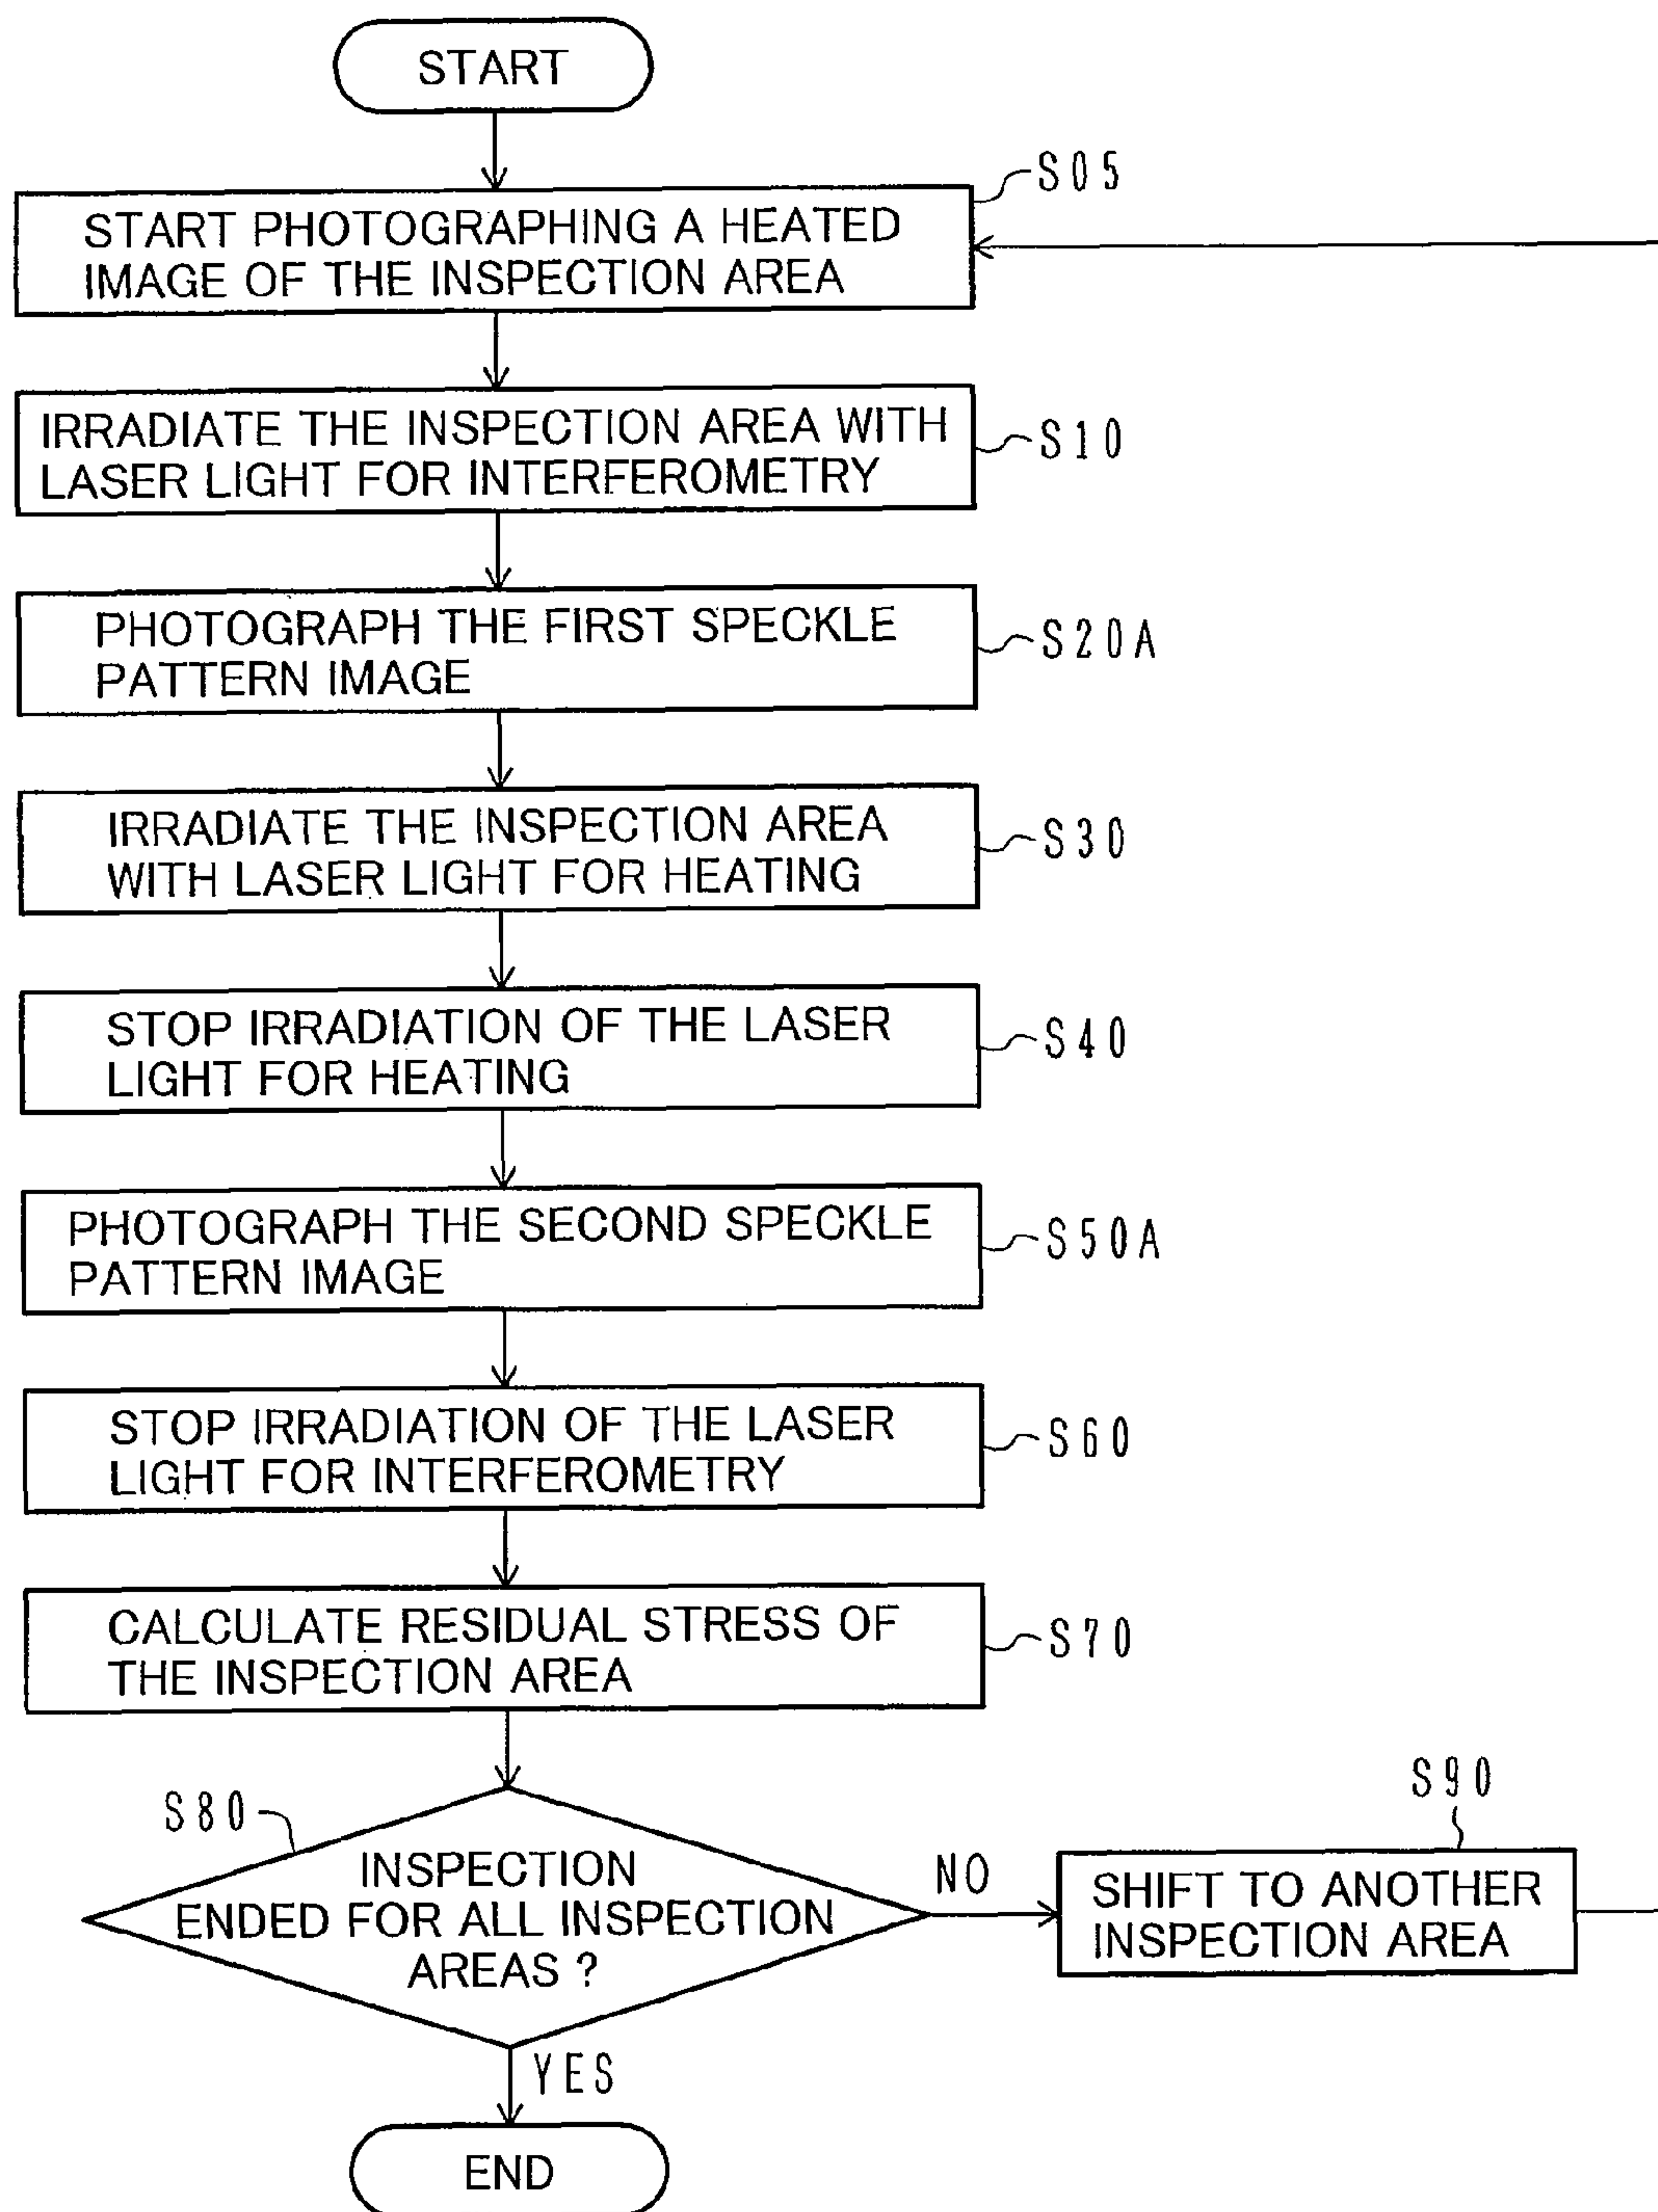 START
S05
START PHOTOGRAPHING A HEATED
IMAGE OF THE INSPECTION AREA
IRRADIATE THE INSPECTION AREA WITH
LASER LIGHT FOR INTERFEROMETRY
S10
PHOTOGRAPH THE FIRST SPECKLE
PATTERN IMAGE
S20A
IRRADIATE THE INSPECTION AREA
WITH LASER LIGHT FOR HEATING
S30
STOP IRRADIATION OF THE LASER
LIGHT FOR HEATING
S40
PHOTOGRAPH THE SECOND SPECKLE
PATTERN IMAGE
S50A
STOP IRRADIATION OF THE LASER
LIGHT FOR INTERFEROMETRY
S60
CALCULATE RESIDUAL STRESS OF
THE INSPECTION AREA
S70
S80
INSPECTION
ENDED FOR ALL INSPECTION
AREAS ?
NO
S90
SHIFT TO ANOTHER
INSPECTION AREA
YES
END